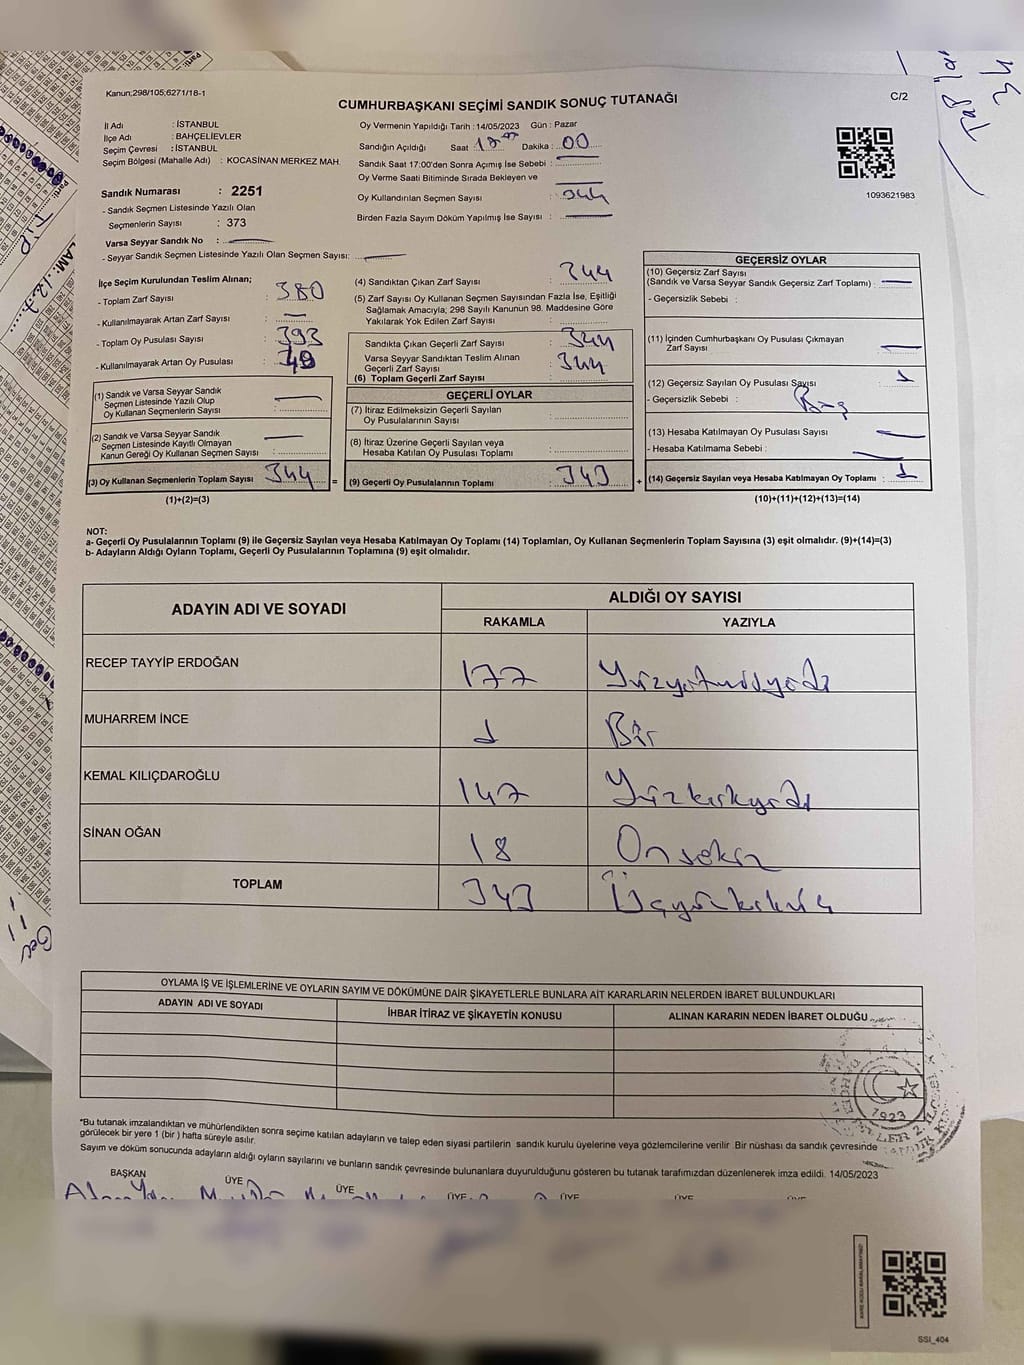 Kanun;298/105;6271/18-1
CUMHURBAŞKANI SEÇİMİ SANDIK SONUÇ TUTANAĞI
C/2
İl Adı : İSTANBUL
İlçe Adı : BAHÇELİEVLER
Seçim Çevresi : İSTANBUL
Seçim Bölgesi (Mahalle Adı) : KOCASİNAN MERKEZ MAH.
Sandık Numarası : 2251
- Sandık Seçmen Listesinde Yazılı Olan
Seçmenlerin Sayısı : 373
Varsa Seyyar Sandık No :
- Seyyar Sandık Seçmen Listesinde Yazılı Olan Seçmen Sayısı:
Oy Vermenin Yapıldığı Tarih : 14/05/2023 Gün : Pazar
Sandığın Açıldığı Saat : Dakika : 00
Sandık Saat 17:00'den Sonra Açımış İse Sebebi :
Oy Verme Saati Bitiminde Sırada Bekleyen ve
Oy Kullandırılan Seçmen Sayısı : 344
Birden Fazla Sayım Döküm Yapılmış İse Sayısı :
1093621983
İlçe Seçim Kurulundan Teslim Alınan;
- Toplam Zarf Sayısı : 380
- Kullanılmayarak Artan Zarf Sayısı :
- Toplam Oy Pusulası Sayısı : 393
- Kullanılmayarak Artan Oy Pusulası : 49
(1) Sandık ve Varsa Seyyar Sandık
Seçmen Listesinde Yazılı Olup
Oy Kullanan Seçmenlerin Sayısı :
(2) Sandık ve Varsa Seyyar Sandık
Seçmen Listesinde Kayıtlı Olmayan
Kanun Gereği Oy Kullanan Seçmen Sayısı :
(3) Oy Kullanan Seçmenlerin Toplam Sayısı 344 =
(1)+(2)=(3)
(4) Sandıktan Çıkan Zarf Sayısı : 344
(5) Zarf Sayısı Oy Kullanan Seçmen Sayısından Fazla İse, Eşitliği
Sağlamak Amacıyla; 298 Sayılı Kanunun 98. Maddesine Göre
Yakılarak Yok Edilen Zarf Sayısı :
Sandıkta Çıkan Geçerli Zarf Sayısı : 344
Varsa Seyyar Sandıktan Teslim Alınan
Geçerli Zarf Sayısı : 344
(6) Toplam Geçerli Zarf Sayısı :
GEÇERLİ OYLAR
(7) İtiraz Edilmeksizin Geçerli Sayılan
Oy Pusulalarının Sayısı :
(8) İtiraz Üzerine Geçerli Sayılan veya
Hesaba Katılan Oy Pusulaları Toplamı :
(9) Geçerli Oy Pusulalarının Toplamı : 343 +
GEÇERSİZ OYLAR
(10) Geçersiz Zarf Sayısı
(Sandık ve Varsa Seyyar Sandık Geçersiz Zarf Toplamı) :
- Geçersizlik Sebebi :
(11) İçinden Cumhurbaşkanı Oy Pusulası Çıkmayan
Zarf Sayısı :
(12) Geçersiz Sayılan Oy Pusulası Sayısı : 1
- Geçersizlik Sebebi :
(13) Hesaba Katılmayan Oy Pusulası Sayısı :
- Hesaba Katılmama Sebebi :
(14) Geçersiz Sayılan veya Hesaba Katılmayan Oy Toplamı : 1
(10)+(11)+(12)+(13)=(14)
NOT:
a- Geçerli Oy Pusulalarının Toplamı (9) ile Geçersiz Sayılan veya Hesaba Katılmayan Oy Toplamı (14) Toplamları, Oy Kullanan Seçmenlerin Toplam Sayısına (3) eşit olmalıdır. (9)+(14)=(3)
b- Adayların Aldığı Oyların Toplamı, Geçerli Oy Pusulalarının Toplamına (9) eşit olmalıdır.
ADAYIN ADI VE SOYADI
ALDIĞI OY SAYISI
RAKAMLA YAZIYLA
RECEP TAYYİP ERDOĞAN 177 Yüzyetmişyedi
MUHARREM İNCE 1 Bir
KEMAL KILIÇDAROĞLU 147 Yüzkırkyedi
SİNAN OĞAN 18 Onsekiz
TOPLAM 343 Üçyüzkırküç
OYLAMA İŞ VE İŞLEMLERİNE VE OYLARIN SAYIM VE DÖKÜMÜNE DAİR ŞİKAYETLERLE BUNLARA AİT KARARLARIN NELERDEN İBARET BULUNDUKLARI
ADAYIN ADI VE SOYADI
İHBAR İTİRAZ VE ŞİKAYETİN KONUSU
ALINAN KARARIN NEDEN İBARET OLDUĞU
1923
*Bu tutanak imzalandıktan ve mühürlendikten sonra seçime katılan adayların ve talep eden siyasi partilerin sandık kurulu üyelerine veya gözlemcilerine verilir. Bir nüshası da sandık çevresinde
görülecek bir yere 1 (bir ) hafta süreyle asılır.
Sayım ve döküm sonucunda adayların aldığı oyların sayılarını ve bunların sandık çevresinde bulunanlara duyurulduğunu gösteren bu tutanak tarafımızdan düzenlenerek imza edildi. 14/05/2023
BAŞKAN ÜYE ÜYE ÜYE ÜYE ÜYE ÜYE
SSI_404